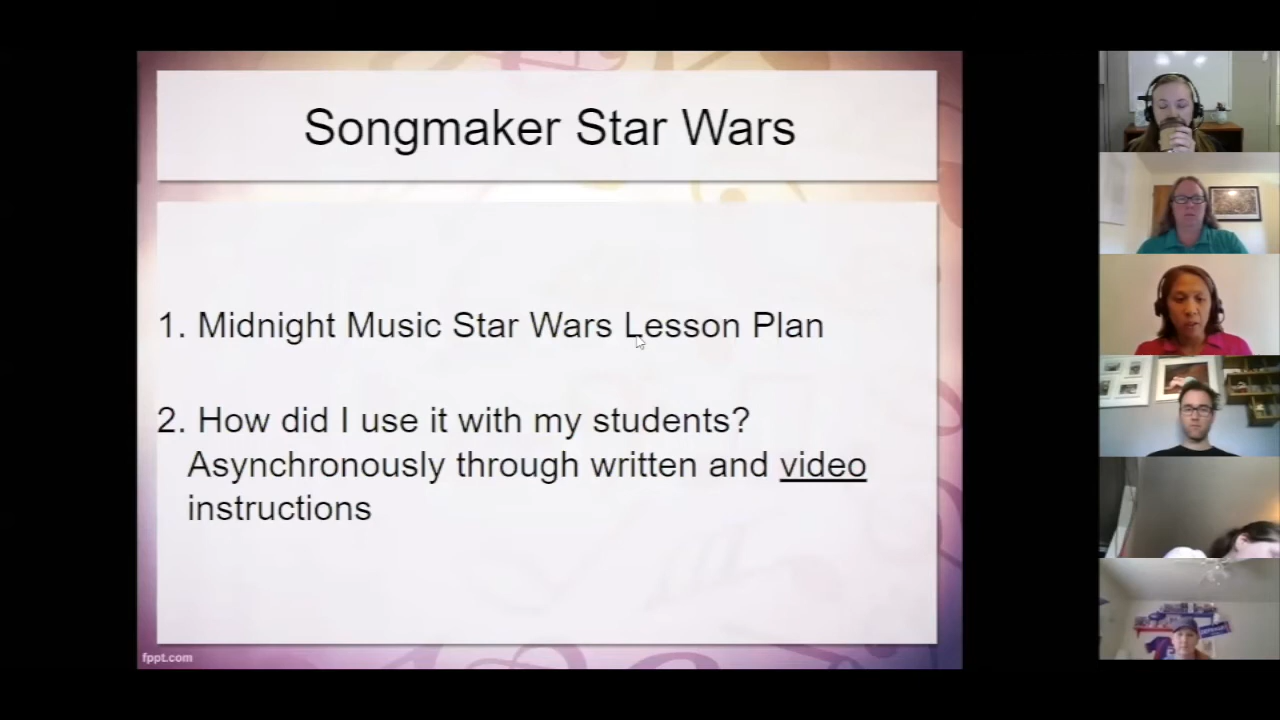 Songmaker Star Wars
1. Midnight Music Star Wars Lesson Plan
2. How did I use it with my students?
Asynchronously through written and video
instructions
fppt.com